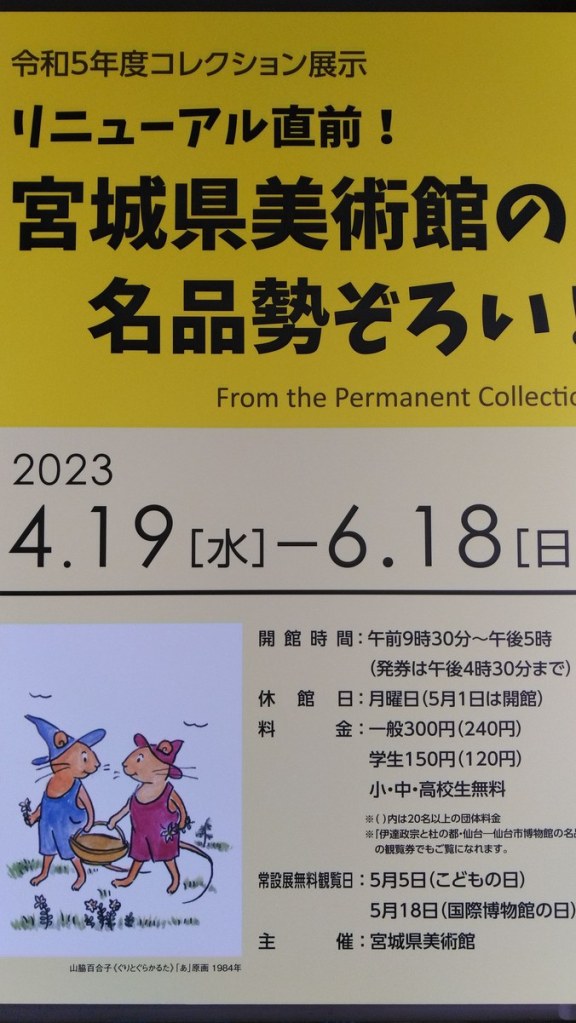 令和5年度コレクション展示
リニューアル直前！
宮城県美術館の
名品勢ぞろい！
From the Permanent Collectio
2023
4.19[水]−6.18[日
開館時間：午前9時30分〜午後5時
（発券は午後4時30分まで）
休館日：月曜日（5月1日は開館）
料金：一般300円（240円）
学生150円（120円）
小・中・高校生無料
※（ ）内は20名以上の団体料金
※「伊達政宗と杜の都・仙台―仙台市博物館の名品
の観覧券でもご覧になれます。
常設展無料観覧日：5月5日（こどもの日）
5月18日（国際博物館の日）
主催：宮城県美術館
山脇百合子《ぐりとぐらかるた》「あ」原画 1984年